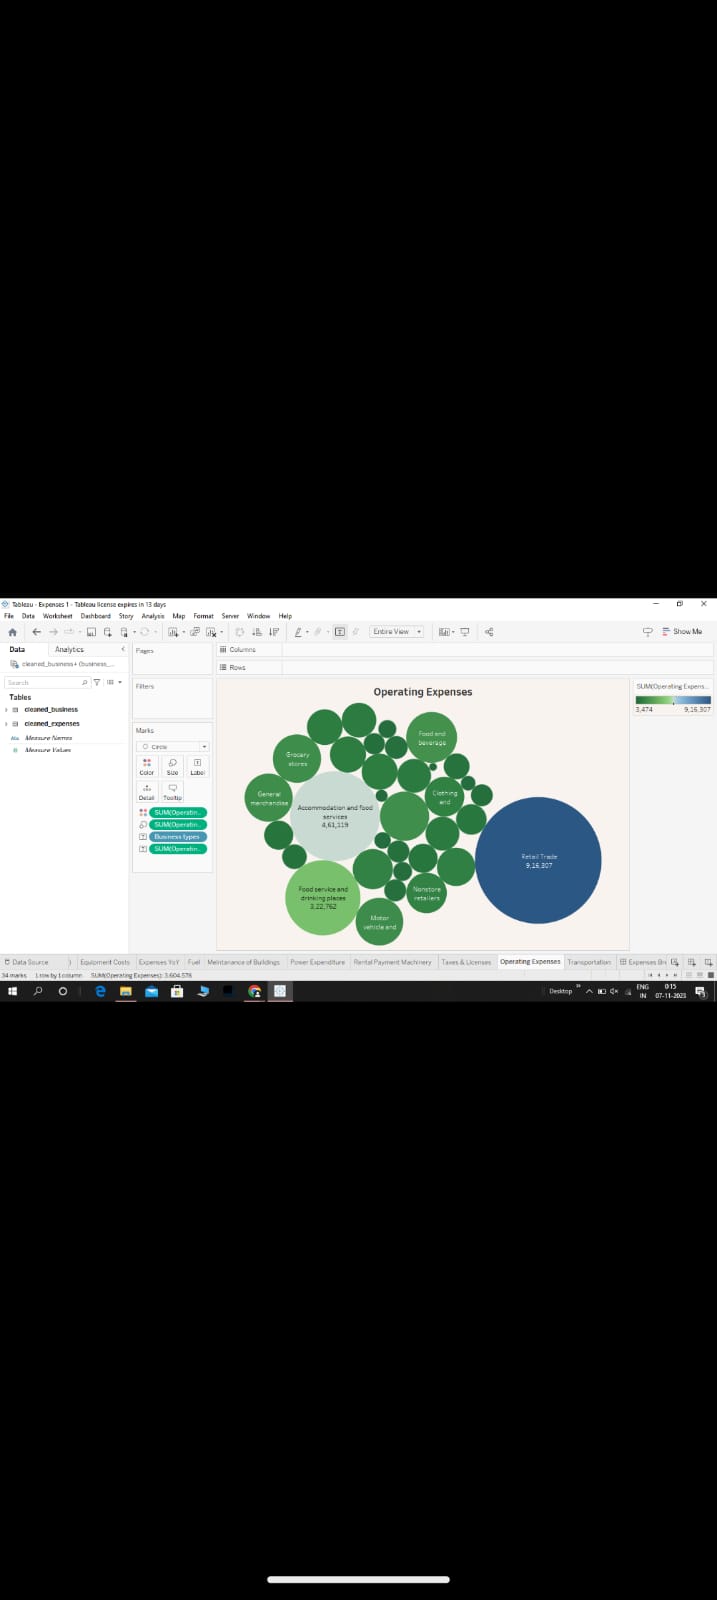 Tableau - Expenses 1 - Tableau license expires in 13 days
File Data Worksheet Dashboard Story Analysis Map Format Server Window Help
Entire View
Show Me
Data Analytics
cleaned_business+ (business_...
Search
Tables
cleaned_business
cleaned_expenses
Abc Measure Names
# Measure Values
Pages
Filters
Marks
Circle
Color Size Label
Detail Tooltip
SUM(Operatin..
SUM(Operatin..
Business types
SUM(Operatin..
Columns
Rows
Operating Expenses
Food and
beverage
Grocery
stores
General
merchandise
Clothing
and
Accommodation and food
services
4,61,119
Retail Trade
9,16,307
Food service and
drinking places
3,22,762
Nonstore
retailers
Motor
vehicle and
SUM(Operating Expens...
3,474 9,16,307
Data Source Equipment Costs Expenses YoY Fuel Meintanance of Buildings Power Expenditure Rental Payment Machinery Taxes & Licenses Operating Expenses Transportation Expenses Bre
34 marks 1 row by 1 column SUM(Operating Expenses): 3,604,578
Desktop
ENG
IN
0:15
07-11-2023